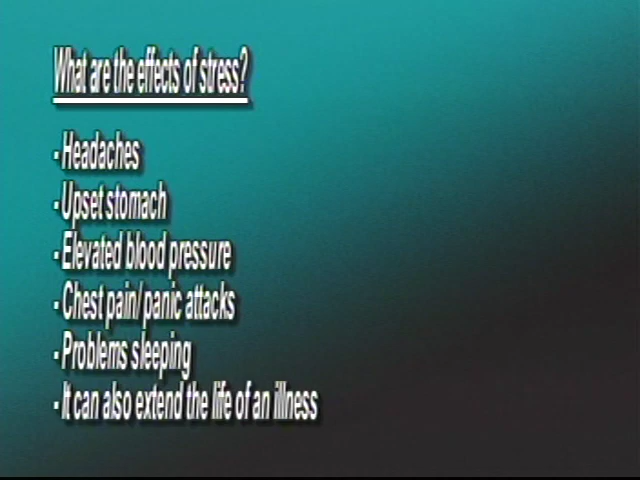 What are the effects of stress?
- Headaches
- Upset stomach
- Elevated blood pressure
- Chest pain/ panic attacks
- Problems sleeping
- It can also extend the life of an illness